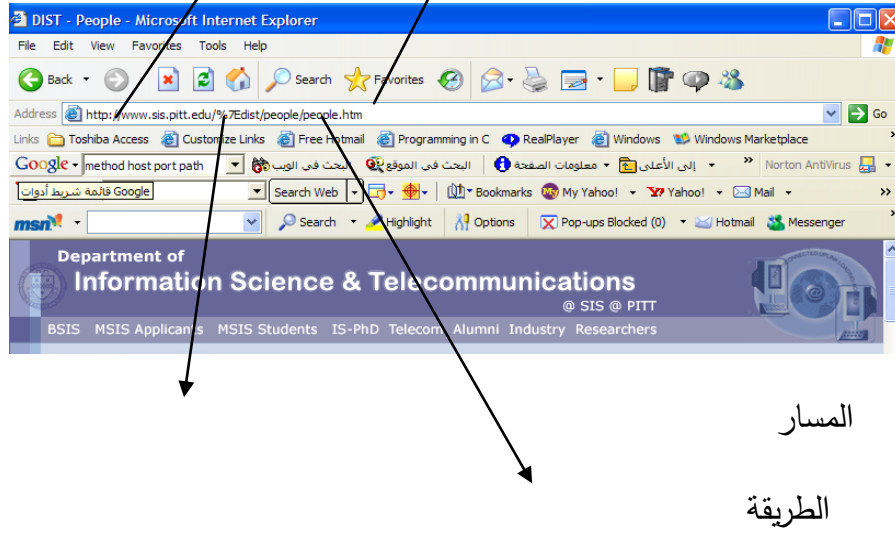 DIST - People - Microsoft Internet Explorer
File Edit View Favorites Tools Help
Back Search Favorites
Address http://www.sis.pitt.edu/%7Edist/people/people.htm Go
Links Toshiba Access Customize Links Free Hotmail Programming in C RealPlayer Windows Windows Marketplace »
Google method host port path البحث في الويب البحث في الموقع معلومات الصفحة إلى الأعلى » Norton AntiVirus
Google قائمة شريط أدوات Search Web Bookmarks My Yahoo! Yahoo! Mail »
msn Search Highlight Options Pop-ups Blocked (0) Hotmail Messenger »
Department of
Information Science & Telecommunications
@ SIS @ PITT
BSIS MSIS Applicants MSIS Students IS-PhD Telecom Alumni Industry Researchers
المسار
الطريقة